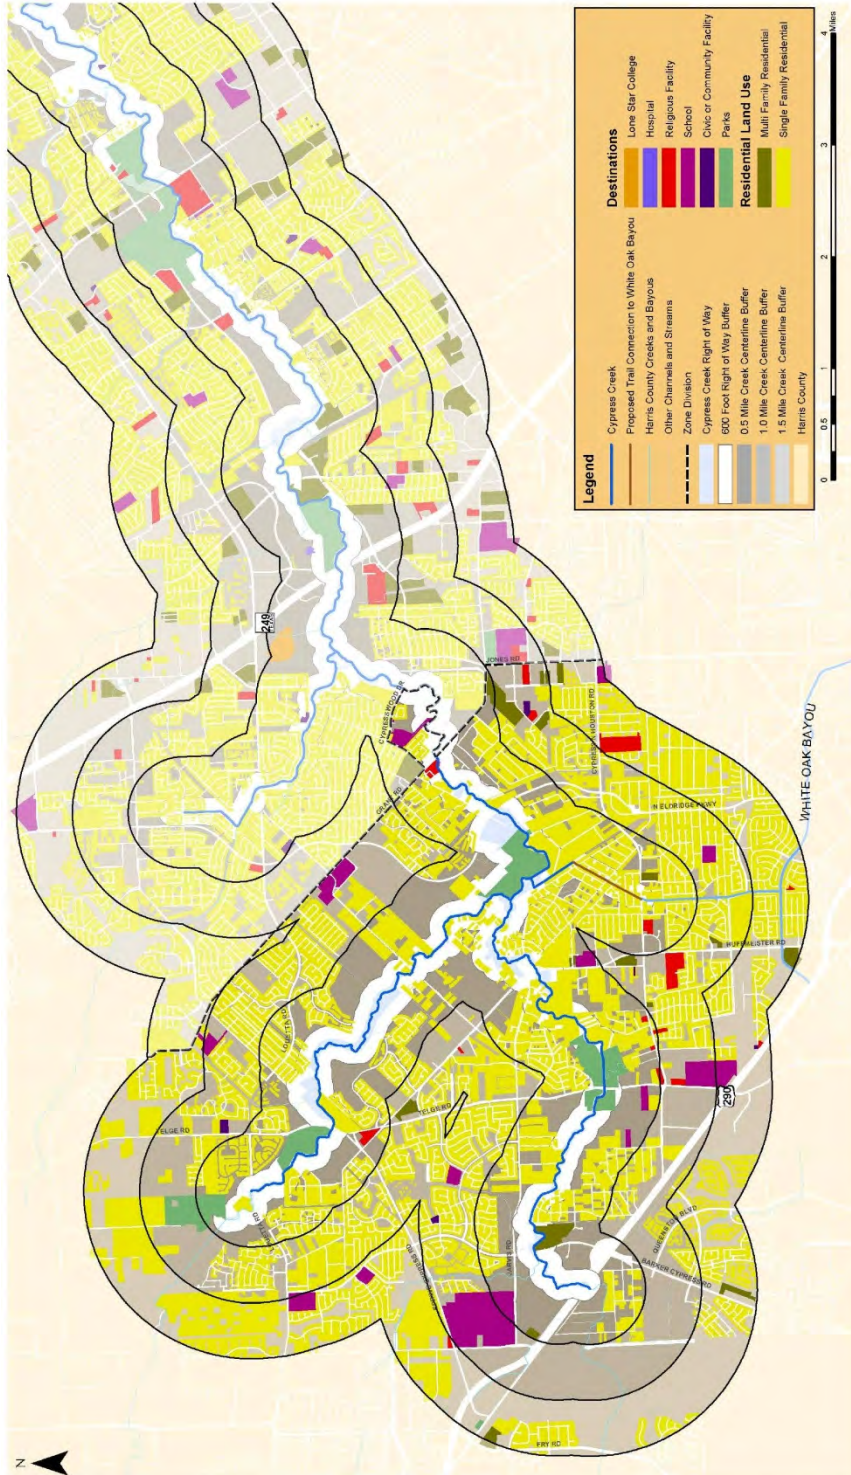 N
249
TEXAS
CYPRESSWOOD DR
GRANT RD
JONES RD
LOUETTA RD
TELGE RD
CYPRESS N HOUSTON RD
N ELDRIDGE PKWY
HUFFMEISTER RD
WHITE OAK BAYOU
TELGE RD
290
JARVIS RD
QUEENSTON BLVD
BARKER CYPRESS RD
FRY RD
Legend
Cypress Creek
Proposed Trail Connection to White Oak Bayou
Harris County Creeks and Bayous
Other Channels and Streams
Zone Division
Cypress Creek Right of Way
600 Foot Right of Way Buffer
0.5 Mile Creek Centerline Buffer
1.0 Mile Creek Centerline Buffer
1.5 Mile Creek Centerline Buffer
Harris County
Destinations
Lone Star College
Hospital
Religious Facility
School
Civic or Community Facility
Parks
Residential Land Use
Multi Family Residential
Single Family Residential
0 0.5 1 2 3 4
Miles